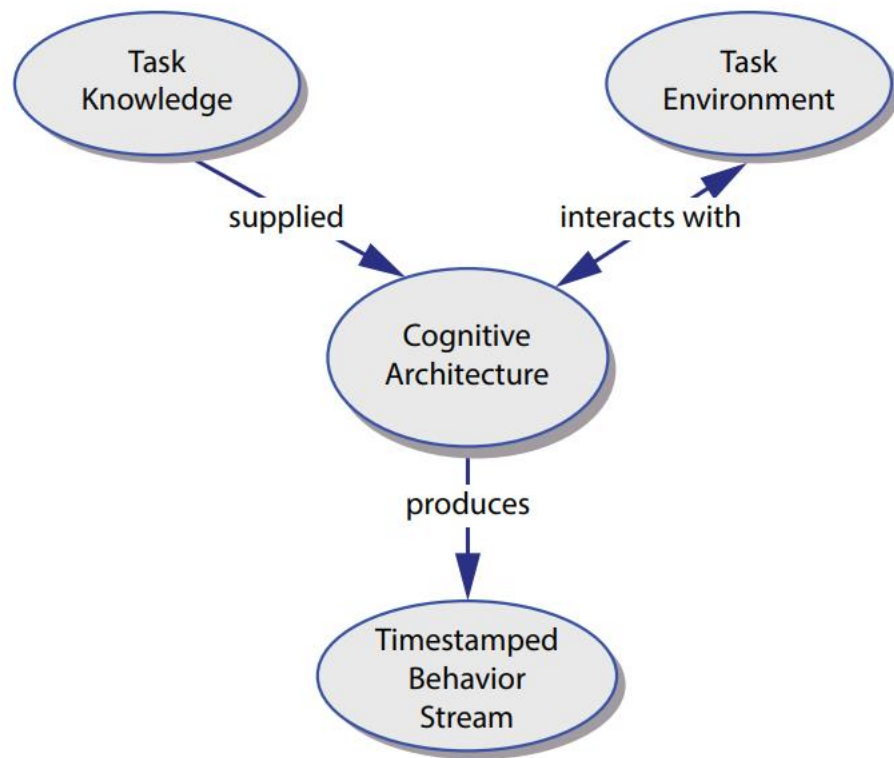 Task
Knowledge
Task
Environment
supplied
interacts with
Cognitive
Architecture
produces
Timestamped
Behavior
Stream